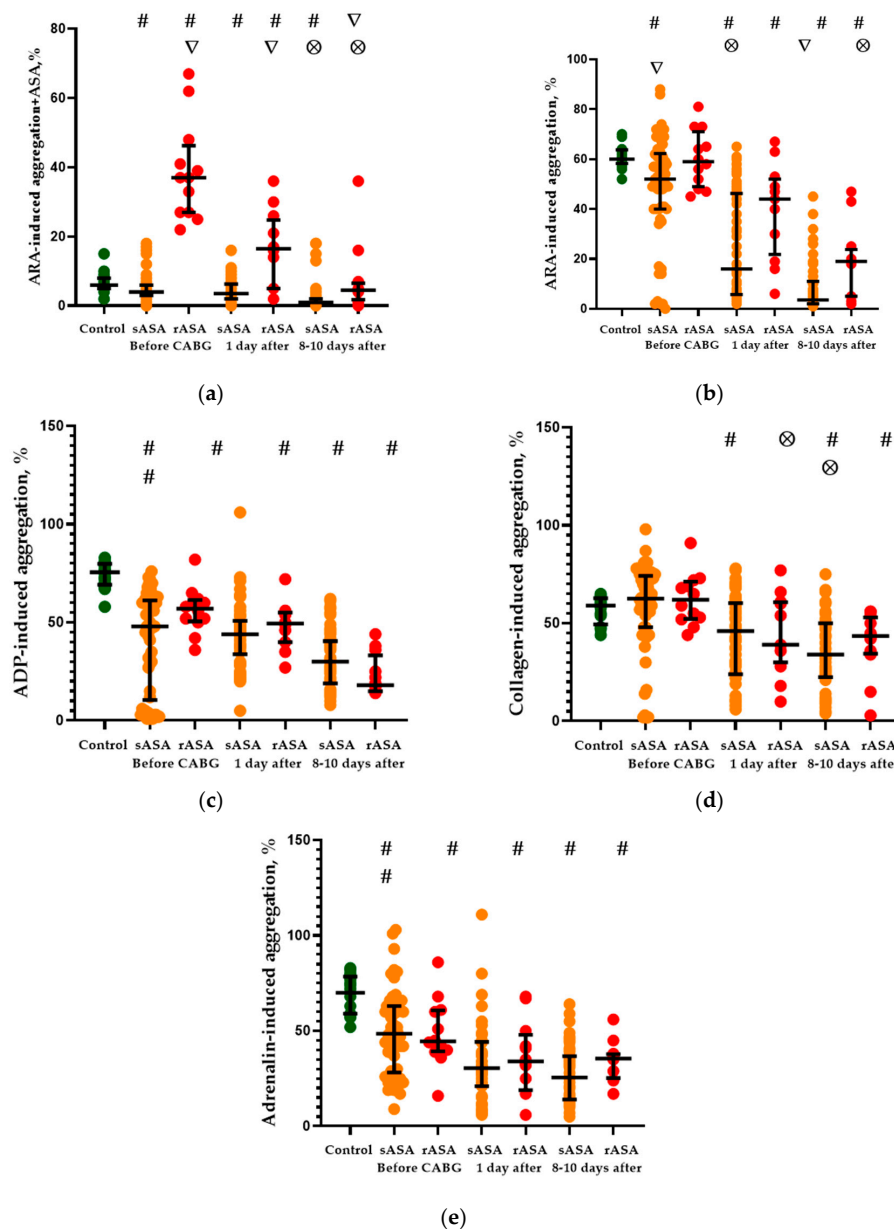 # # # # # ▽
▽ ▽ ⊗ ⊗
ARA-induced aggregation+ASA,%
80
60
40
20
0
Control sASA rASA sASA rASA sASA rASA
Before CABG 1 day after 8-10 days after
(a)
# # # # #
⊗ ▽ ⊗
▽
ARA-induced aggregation, %
100
80
60
40
20
0
Control sASA rASA sASA rASA sASA rASA
Before CABG 1 day after 8-10 days after
(b)
# # # # #
#
ADP-induced aggregation, %
150
100
50
0
Control sASA rASA sASA rASA sASA rASA
Before CABG 1 day after 8-10 days after
(c)
# ⊗ # #
⊗
Collagen-induced aggregation, %
150
100
50
0
Control sASA rASA sASA rASA sASA rASA
Before CABG 1 day after 8-10 days after
(d)
# # # # #
#
Adrenalin-induced aggregation, %
150
100
50
0
Control sASA rASA sASA rASA sASA rASA
Before CABG 1 day after 8-10 days after
(e)